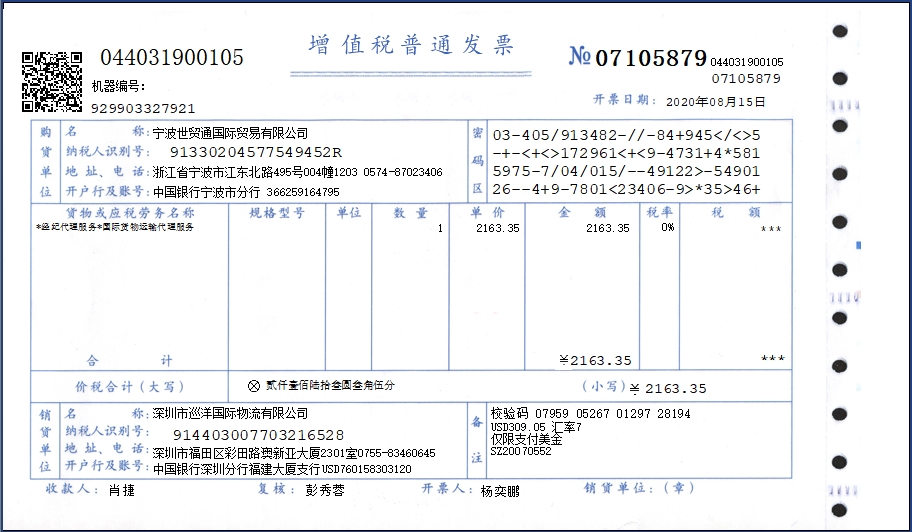 044031900105
增值税普通发票
№07105879
044031900105
07105879
机器编号:
929903327921
开票日期: 2020年08月15日
购货单位
名 称: 宁波世贸通国际贸易有限公司
纳税人识别号: 91330204577549452R
地 址、电 话: 浙江省宁波市江东北路495号004幢1203 0574-87023406
开户行及账号: 中国银行宁波市分行 366259164795
密码区
03-405/913482-//-84+945</<>5
-+-<+<>172961<+<9-4731+4*581
5975-7/04/015/--49122>-54901
26--4+9-7801<23406-9>*35>46+
货物或应税劳务名称 规格型号 单位 数 量 单 价 金 额 税率 税 额
*经纪代理服务*国际货物运输代理服务 1 2163.35 2163.35 0% ***
合 计 ¥2163.35 ***
价税合计(大写) ⊗ 贰仟壹佰陆拾叁圆叁角伍分 (小写) ¥ 2163.35
销货单位
名 称: 深圳市巡洋国际物流有限公司
纳税人识别号: 914403007703216528
地 址、电 话: 深圳市福田区彩田路澳新亚大厦2301室0755-83460645
开户行及账号: 中国银行深圳分行福建大厦支行USD760158303120
备注
校验码 07959 05267 01297 28194
USD309.05 汇率7
仅限支付美金
SZ20070552
收款人: 肖捷 复核: 彭秀蓉 开票人: 杨奕鹏 销货单位:(章)